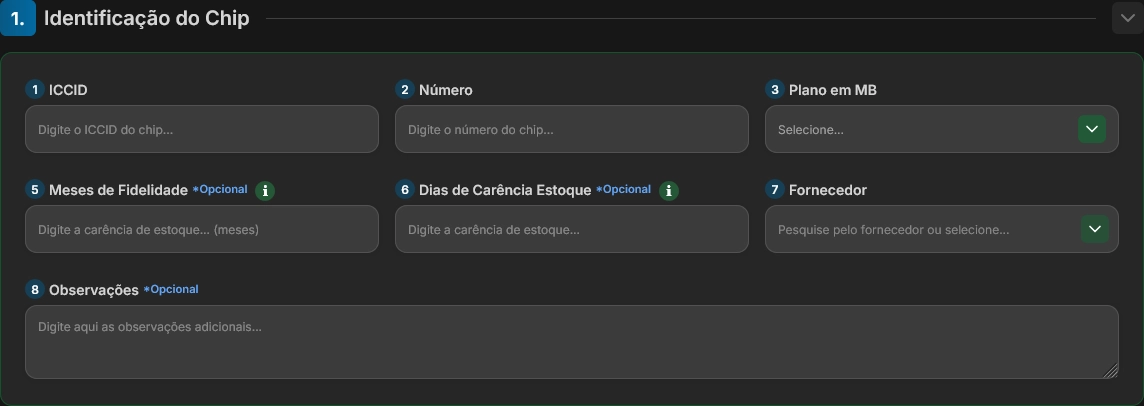 1. Identificação do Chip
1 ICCID
2 Número
3 Plano em MB
Digite o ICCID do chip...
Digite o número do chip...
Selecione...
5 Meses de Fidelidade *Opcional i
6 Dias de Carência Estoque *Opcional i
7 Fornecedor
Digite a carência de estoque... (meses)
Digite a carência de estoque...
Pesquise pelo fornecedor ou selecione...
8 Observações *Opcional
Digite aqui as observações adicionais...